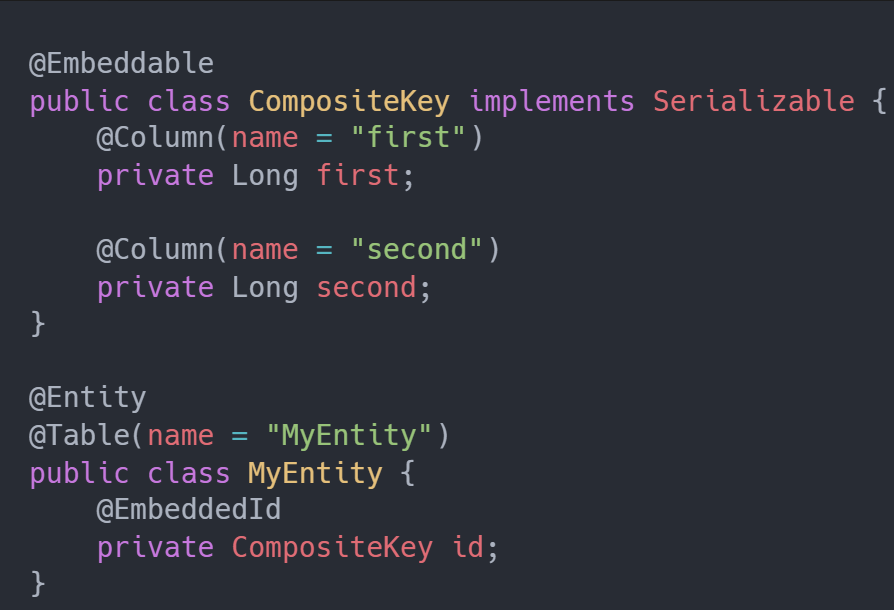 @Embeddable
public class CompositeKey implements Serializable {
    @Column(name = "first")
    private Long first;

    @Column(name = "second")
    private Long second;
}

@Entity
@Table(name = "MyEntity")
public class MyEntity {
    @EmbeddedId
    private CompositeKey id;
}